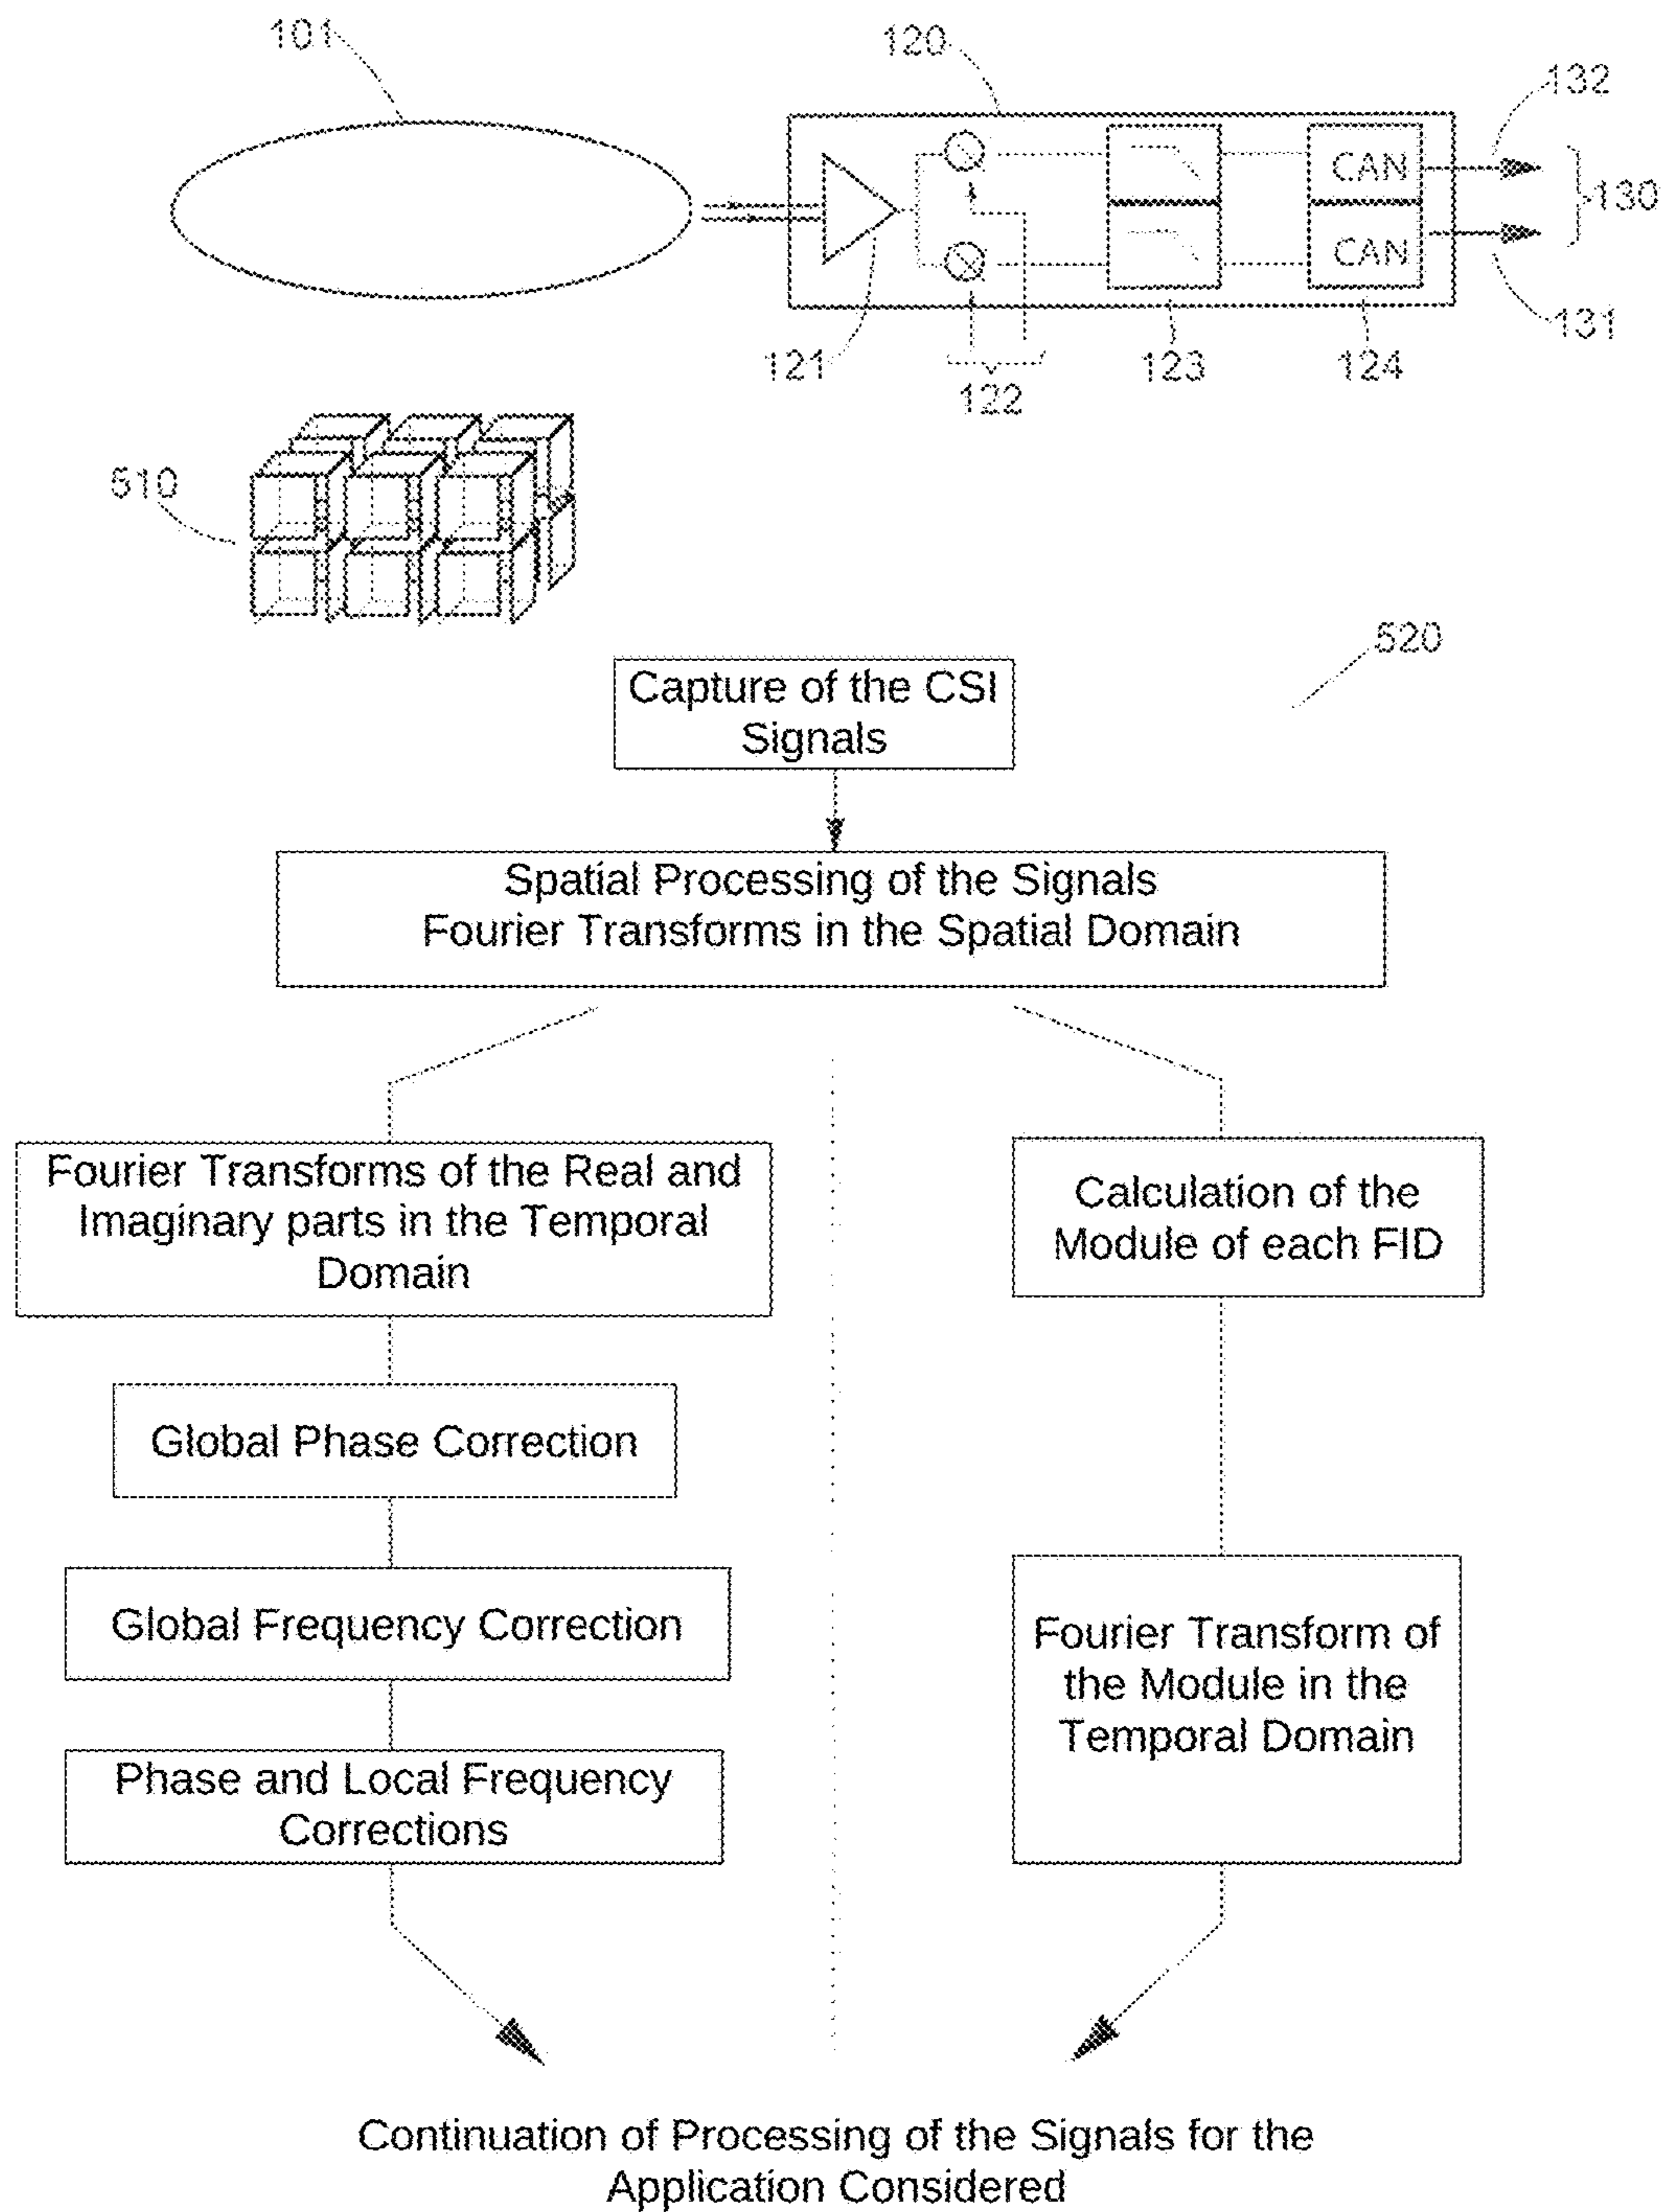 101
120
132
CAN
130
CAN
131
121
123
124
122
510
520
Capture of the CSI
Signals
Spatial Processing of the Signals
Fourier Transforms in the Spatial Domain
Fourier Transforms of the Real and
Imaginary parts in the Temporal
Domain
Calculation of the
Module of each FID
Global Phase Correction
Global Frequency Correction
Fourier Transform of
the Module in the
Temporal Domain
Phase and Local Frequency
Corrections
Continuation of Processing of the Signals for the
Application Considered